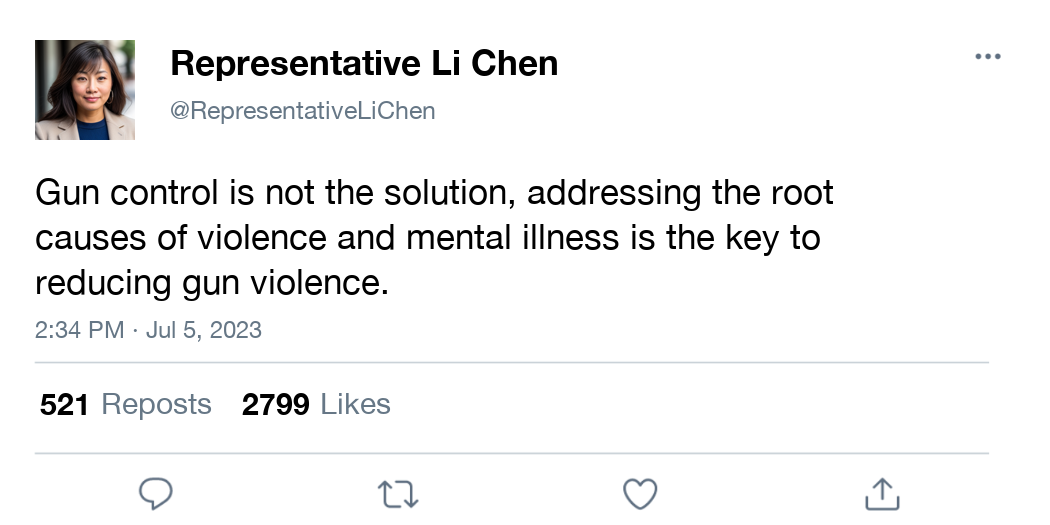 Representative Li Chen
@RepresentativeLiChen
Gun control is not the solution, addressing the root
causes of violence and mental illness is the key to
reducing gun violence.
2:34 PM · Jul 5, 2023
521 Reposts 2799 Likes